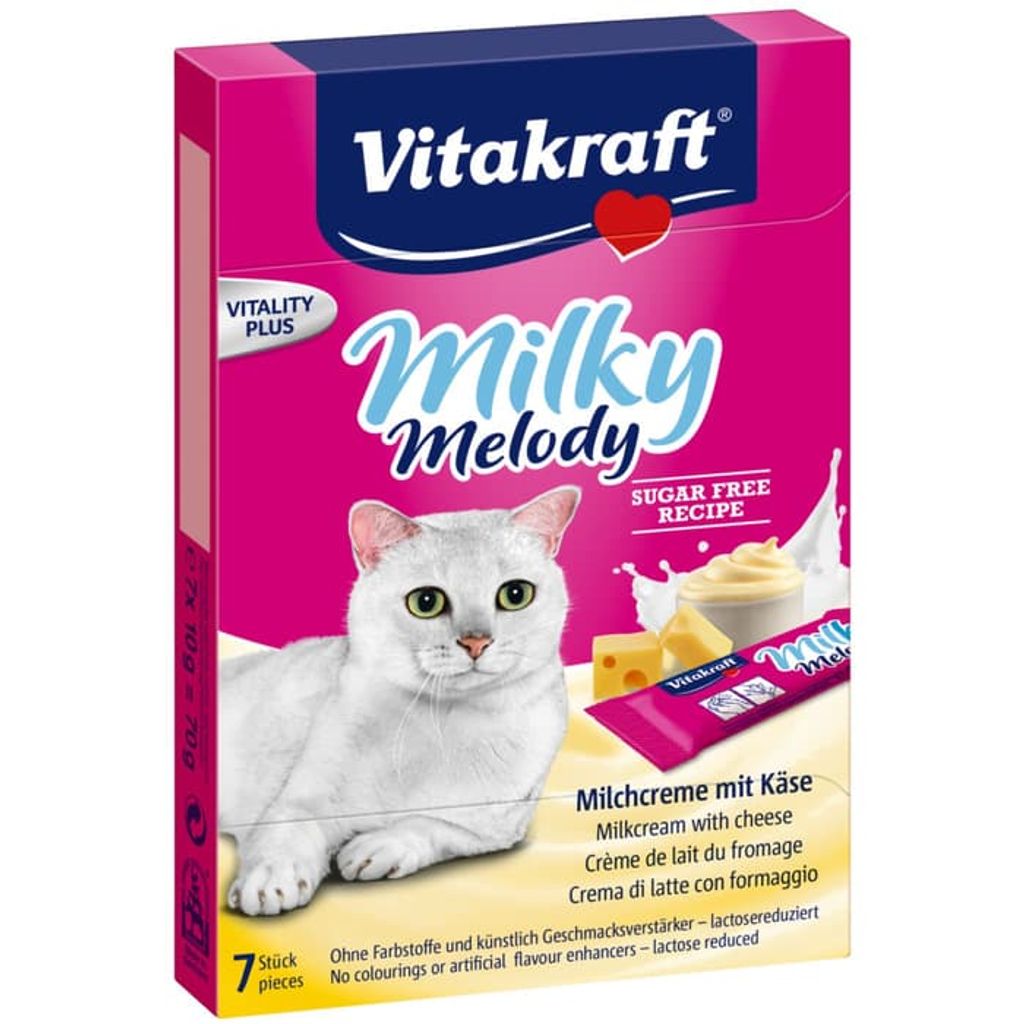 Vitakraft®
VITALITY
PLUS
Milky
Melody
SUGAR FREE
RECIPE
Vitakraft
Milchcreme mit Käse
Milkcream with cheese
Crème de lait du fromage
Crema di latte con formaggio
Ohne Farbstoffe und künstlich Geschmacksverstärker – lactosereduziert
No colourings or artificial flavour enhancers – lactose reduced
7 Stück
pieces
7x 10g = 70g